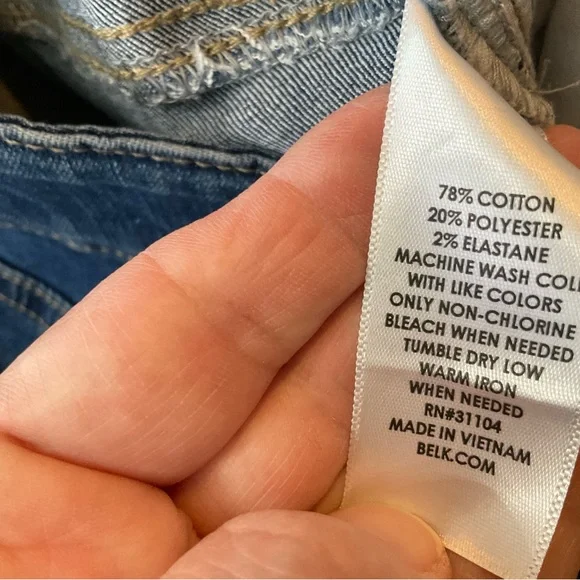 78% COTTON
20% POLYESTER
2% ELASTANE
MACHINE WASH COL
WITH LIKE COLORS
ONLY NON-CHLORINE
BLEACH WHEN NEEDED
TUMBLE DRY LOW
WARM IRON
WHEN NEEDED
RN#31104
MADE IN VIETNAM
BELK.COM